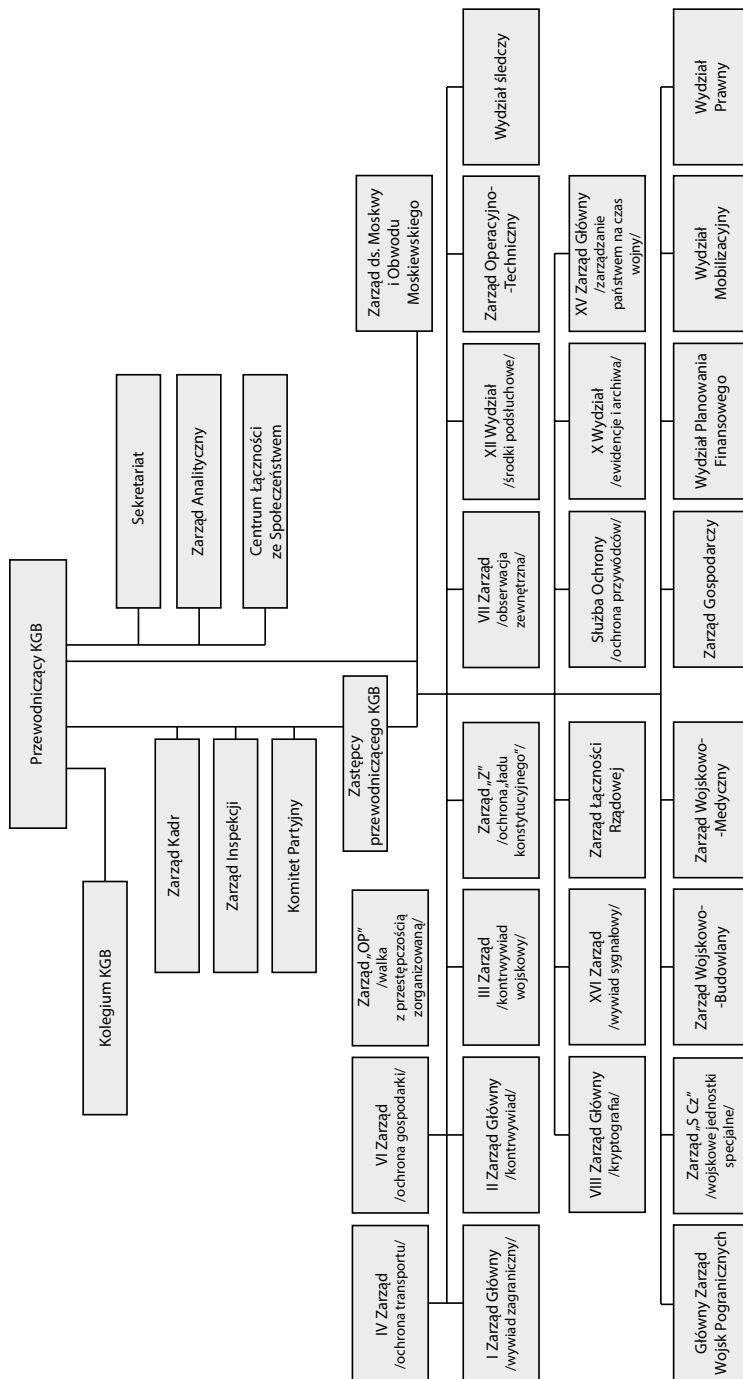 Przewodniczący KGB
Kolegium KGB
Zarząd Kadr
Zarząd Inspekcji
Komitet Partyjny
Sekretariat
Zarząd Analityczny
Centrum Łączności
ze Społeczeństwem
Zastępcy
przewodniczącego KGB
IV Zarząd
/ochrona transportu/
VI Zarząd
/ochrona gospodarki/
Zarząd „OP”
/walka
z przestępczością
zorganizowaną/
Zarząd ds. Moskwy
i Obwodu
Moskiewskiego
I Zarząd Główny
/wywiad zagraniczny/
II Zarząd Główny
/kontrwywiad/
III Zarząd
/kontrwywiad
wojskowy/
Zarząd „Z”
/ochrona „ładu
konstytucyjnego”/
VII Zarząd
/obserwacja
zewnętrzna/
XII Wydział
/środki podsłuchowe/
Zarząd Operacyjno-
-Techniczny
Wydział śledczy
VIII Zarząd Główny
/kryptografia/
XVI Zarząd
/wywiad sygnałowy/
Zarząd Łączności
Rządowej
Służba Ochrony
/ochrona przywódców/
X Wydział
/ewidencje i archiwa/
XV Zarząd Główny
/zarządzanie
państwem na czas
wojny/
Główny Zarząd
Wojsk Pogranicznych
Zarząd „S Cz”
/wojskowe jednostki
specjalne/
Zarząd Wojskowo-
-Budowlany
Zarząd Wojskowo-
-Medyczny
Zarząd Gospodarczy
Wydział Planowania
Finansowego
Wydział
Mobilizacyjny
Wydział
Prawny